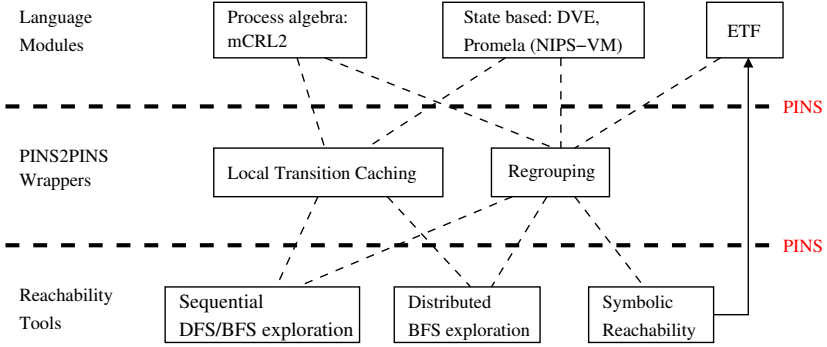 Language
Modules
Process algebra:
mCRL2
State based: DVE,
Promela (NIPS−VM)
ETF
PINS
PINS2PINS
Wrappers
Local Transition Caching
Regrouping
PINS
Reachability
Tools
Sequential
DFS/BFS exploration
Distributed
BFS exploration
Symbolic
Reachability